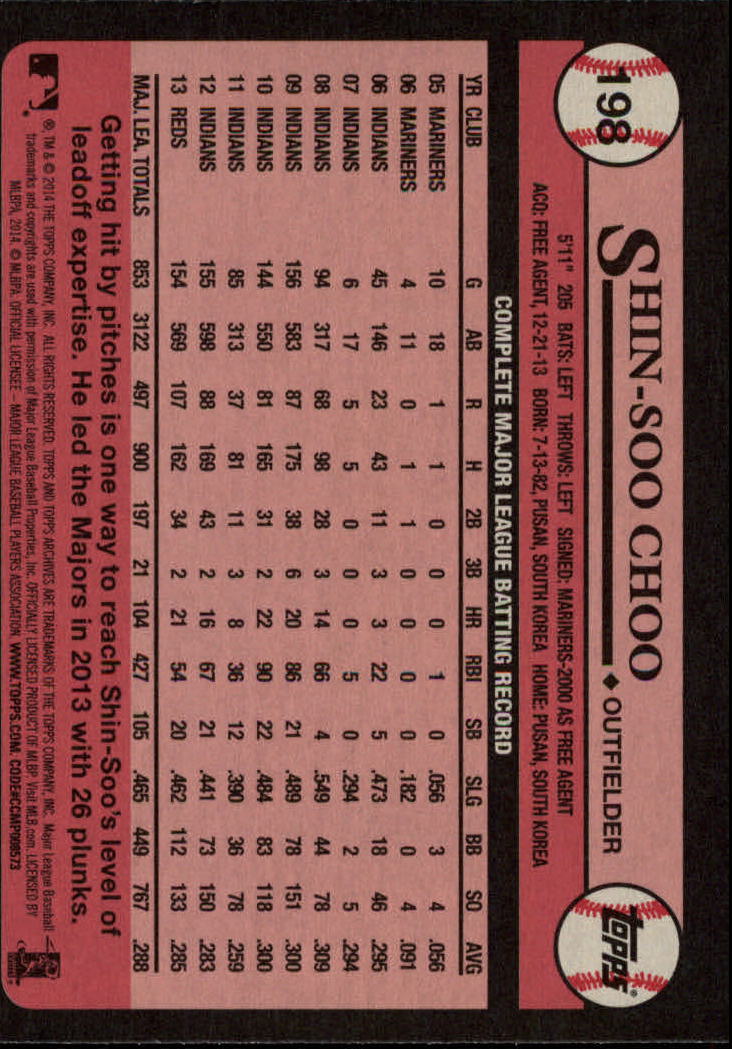 198
SHIN-SOO CHOO ◆ OUTFIELDER
Topps®
5'11" 205 BATS: LEFT THROWS: LEFT SIGNED: MARINERS-2000 AS FREE AGENT
ACQ: FREE AGENT, 12-21-13 BORN: 7-13-82, PUSAN, SOUTH KOREA HOME: PUSAN, SOUTH KOREA
COMPLETE MAJOR LEAGUE BATTING RECORD
YR CLUB G AB R H 2B 3B HR RBI SB SLG BB SO AVG
05 MARINERS 10 18 1 1 0 0 0 1 0 .056 3 4 .056
06 MARINERS 4 11 0 1 1 0 0 0 0 .182 0 4 .091
06 INDIANS 45 146 23 43 11 3 3 22 5 .473 18 46 .295
07 INDIANS 6 17 5 5 0 0 0 5 0 .294 2 5 .294
08 INDIANS 94 317 68 98 28 3 14 66 4 .549 44 78 .309
09 INDIANS 156 583 87 175 38 6 20 86 21 .489 78 151 .300
10 INDIANS 144 550 81 165 31 2 22 90 22 .484 83 118 .300
11 INDIANS 85 313 37 81 11 3 8 36 12 .390 36 78 .259
12 INDIANS 155 598 88 169 43 2 16 67 21 .441 73 150 .283
13 REDS 154 569 107 162 34 2 21 54 20 .462 112 133 .285
MAJ. LEA. TOTALS 853 3122 497 900 197 21 104 427 105 .465 449 767 .288
Getting hit by pitches is one way to reach Shin-Soo's level of
leadoff expertise. He led the Majors in 2013 with 26 plunks.
®, TM & © 2014 THE TOPPS COMPANY, INC. ALL RIGHTS RESERVED. TOPPS AND TOPPS ARCHIVES ARE TRADEMARKS OF THE TOPPS COMPANY, INC. Major League Baseball
trademarks and copyrights are used with permission of Major League Baseball Properties, Inc. OFFICIALLY LICENSED PRODUCT OF MLBP. Visit MLB.com. LICENSED BY
MLBPA, 2014. © MLBPA. OFFICIAL LICENSEE – MAJOR LEAGUE BASEBALL PLAYERS ASSOCIATION. WWW.TOPPS.COM. CODE#CCMP008573